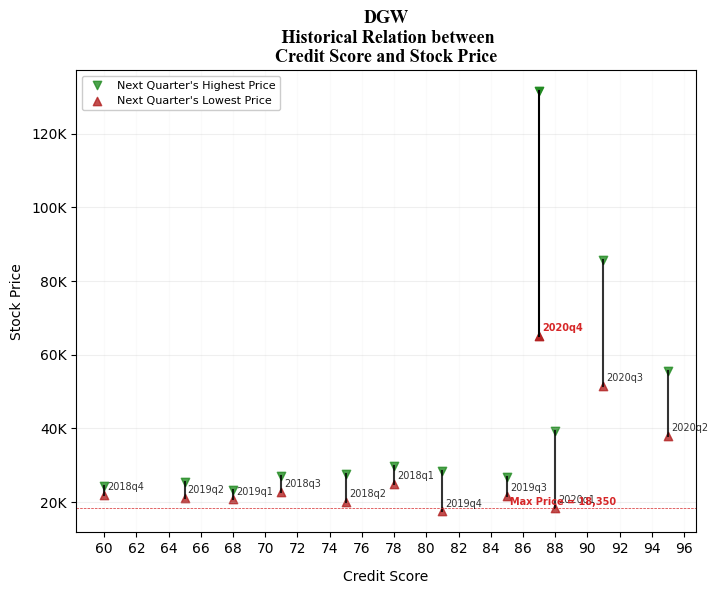 DGW
Historical Relation between
Credit Score and Stock Price
Next Quarter's Highest Price
Next Quarter's Lowest Price
120K
100K
80K
60K
40K
20K
Stock Price
2020q4
2020q3
2020q2
2018q4
2019q2
2019q1
2018q3
2018q2
2018q1
2019q4
2019q3
2020q1
Max Price = 18,350
60 62 64 66 68 70 72 74 76 78 80 82 84 86 88 90 92 94 96
Credit Score